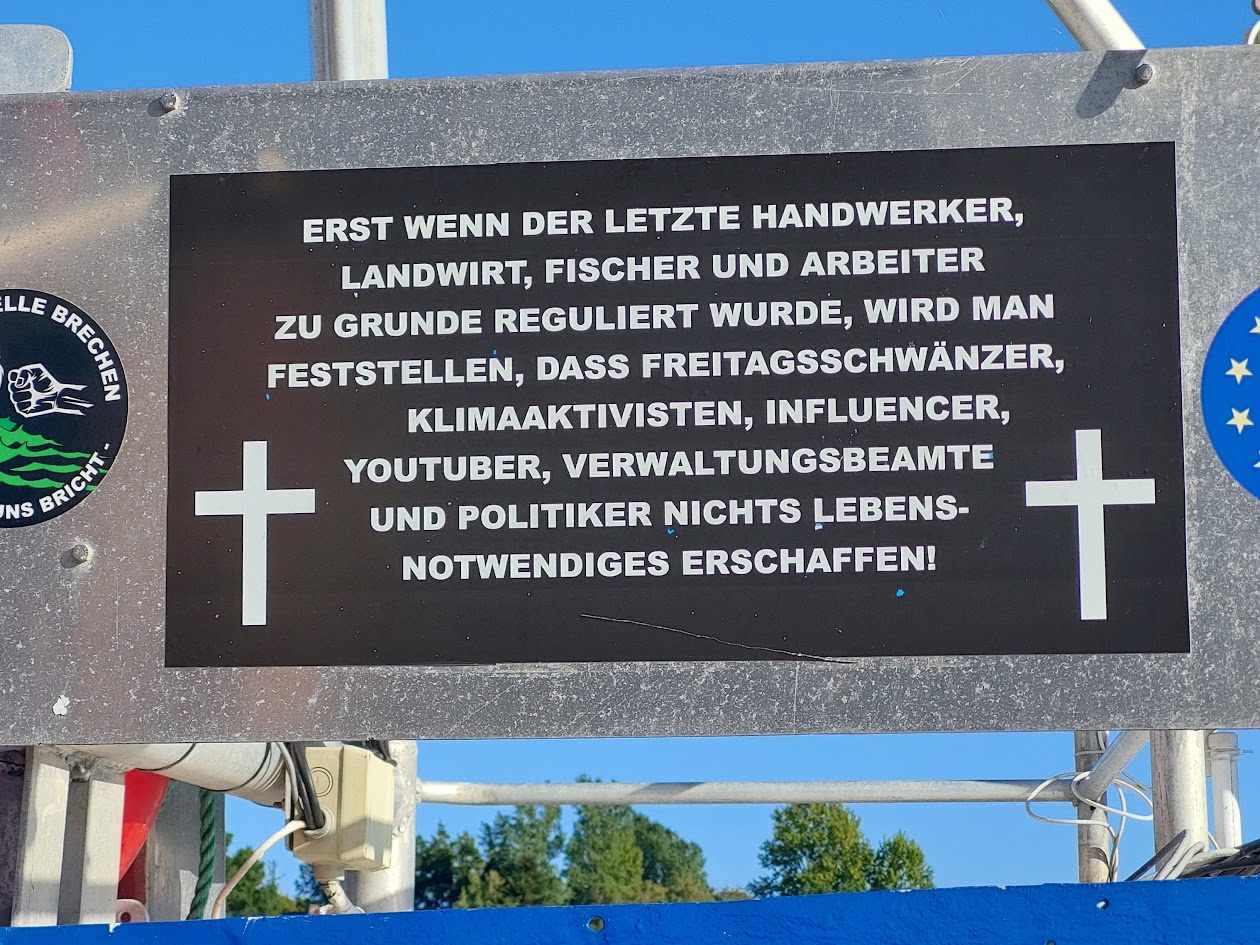 ERST WENN DER LETZTE HANDWERKER,
LANDWIRT, FISCHER UND ARBEITER
ZU GRUNDE REGULIERT WURDE, WIRD MAN
FESTSTELLEN, DASS FREITAGSSCHWÄNZER,
KLIMAAKTIVISTEN, INFLUENCER,
YOUTUBER, VERWALTUNGSBEAMTE
UND POLITIKER NICHTS LEBENS-
NOTWENDIGES ERSCHAFFEN!
ELLE BRECHEN
UNS BRICHT -